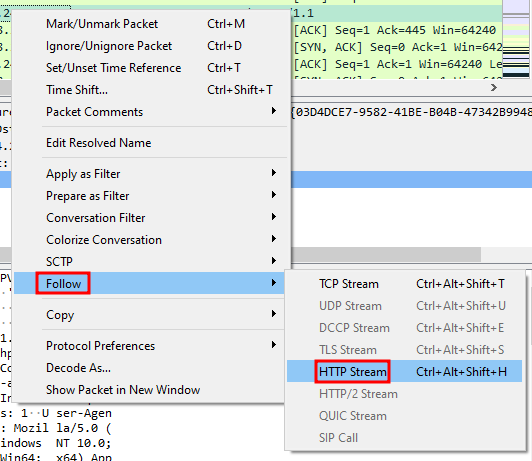 Mark/Unmark Packet Ctrl+M
Ignore/Unignore Packet Ctrl+D
Set/Unset Time Reference Ctrl+T
Time Shift... Ctrl+Shift+T
Packet Comments
Edit Resolved Name
Apply as Filter
Prepare as Filter
Conversation Filter
Colorize Conversation
SCTP
Follow
Copy
Protocol Preferences
Decode As...
Show Packet in New Window
TCP Stream Ctrl+Alt+Shift+T
UDP Stream Ctrl+Alt+Shift+U
DCCP Stream Ctrl+Alt+Shift+E
TLS Stream Ctrl+Alt+Shift+S
HTTP Stream Ctrl+Alt+Shift+H
HTTP/2 Stream
QUIC Stream
SIP Call
/1.1
[ACK] Seq=1 Ack=445 Win=64240
[SYN, ACK] Seq=0 Ack=1 Win=642
[ACK] Seq=1 Ack=1 Win=64240 Le
{03D4DCE7-9582-41BE-B04B-47342B9948
s: 1··U ser-Agen
: Mozil la/5.0 (
indows NT 10.0;
Win64; x64) App